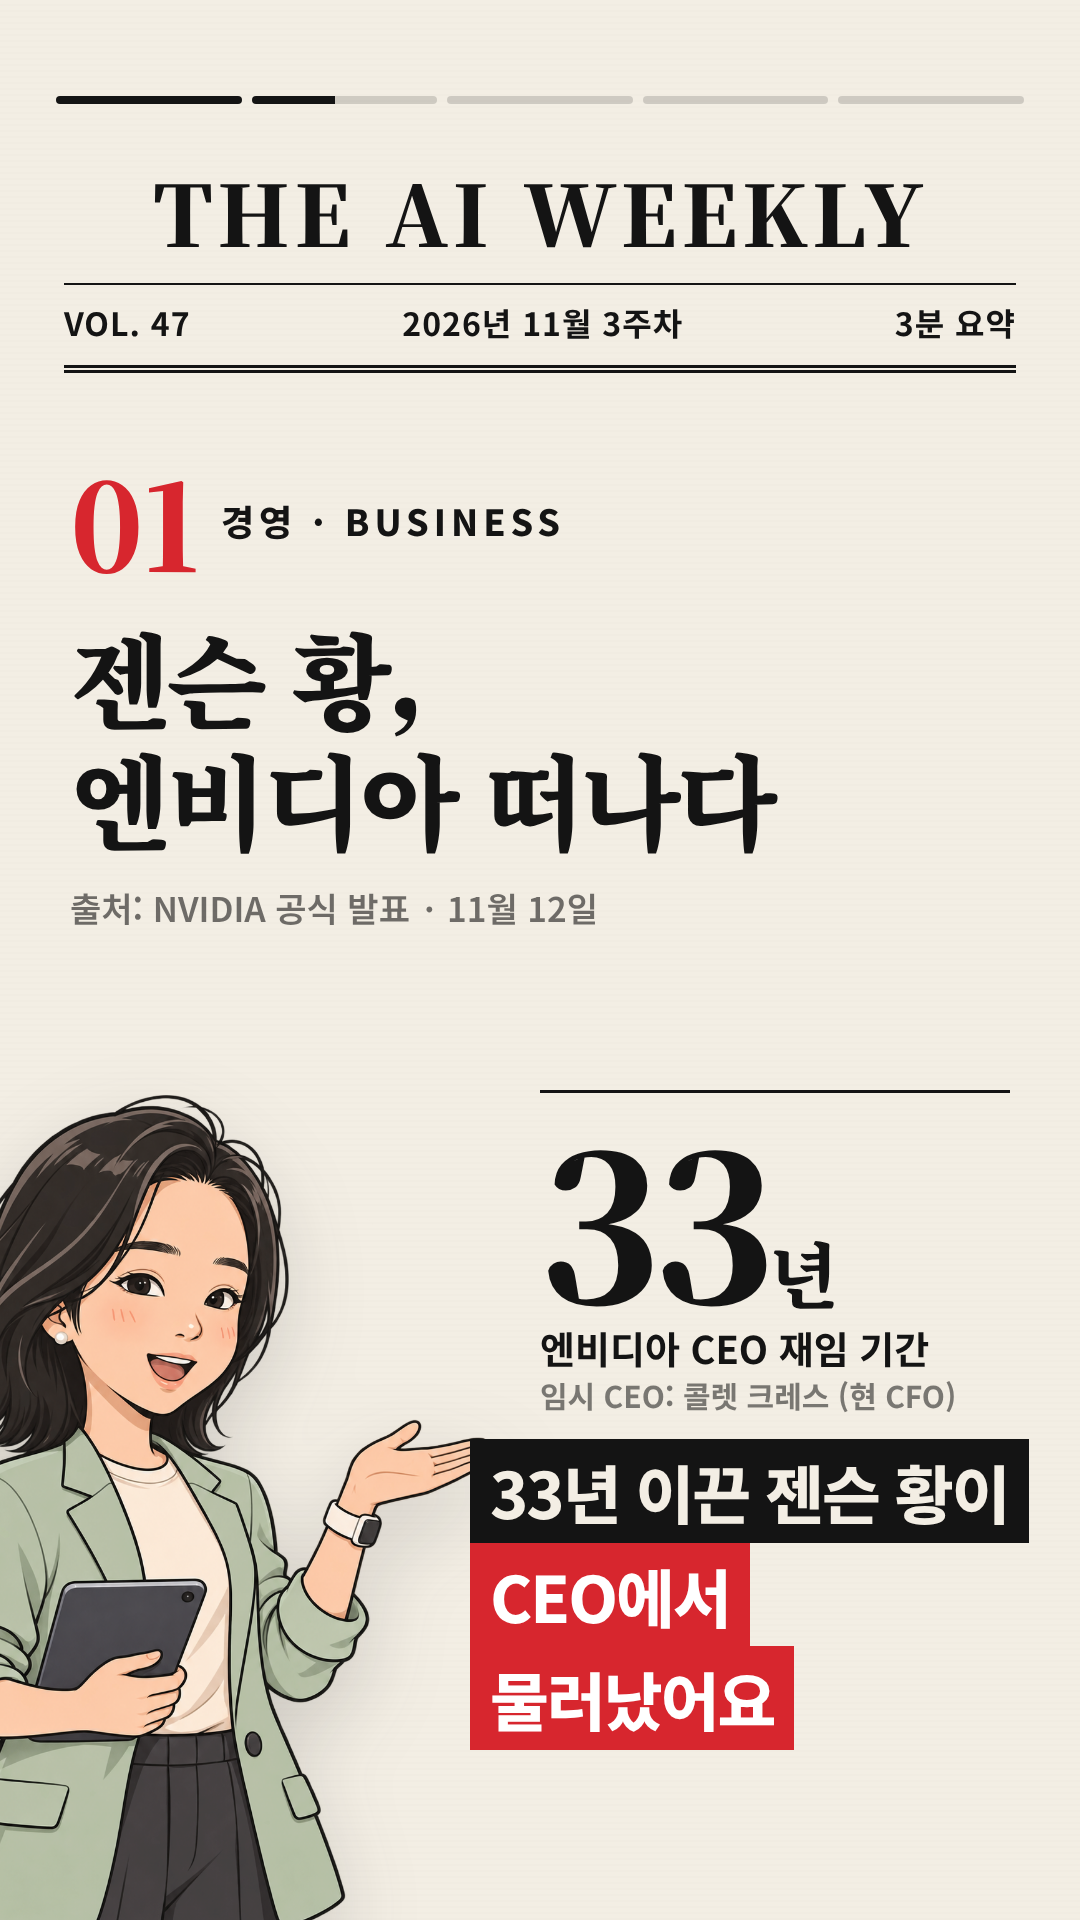 THE AI WEEKLY
VOL. 47 2026년 11월 3주차 3분 요약
01 경영 · BUSINESS
젠슨 황,
엔비디아 떠나다
출처: NVIDIA 공식 발표 · 11월 12일
33년
엔비디아 CEO 재임 기간
임시 CEO: 콜렛 크레스 (현 CFO)
33년 이끈 젠슨 황이
CEO에서
물러났어요